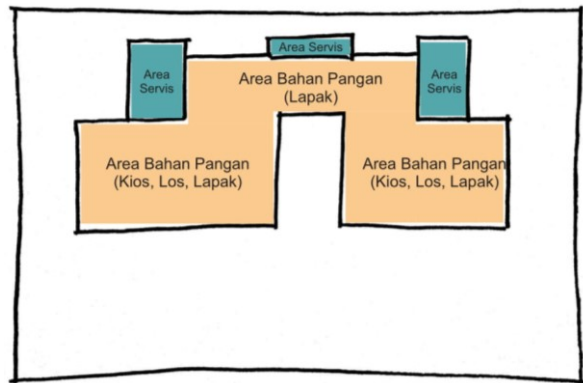 Area Servis
Area
Servis
Area Bahan Pangan
(Lapak)
Area
Servis
Area Bahan Pangan
(Kios, Los, Lapak)
Area Bahan Pangan
(Kios, Los, Lapak)